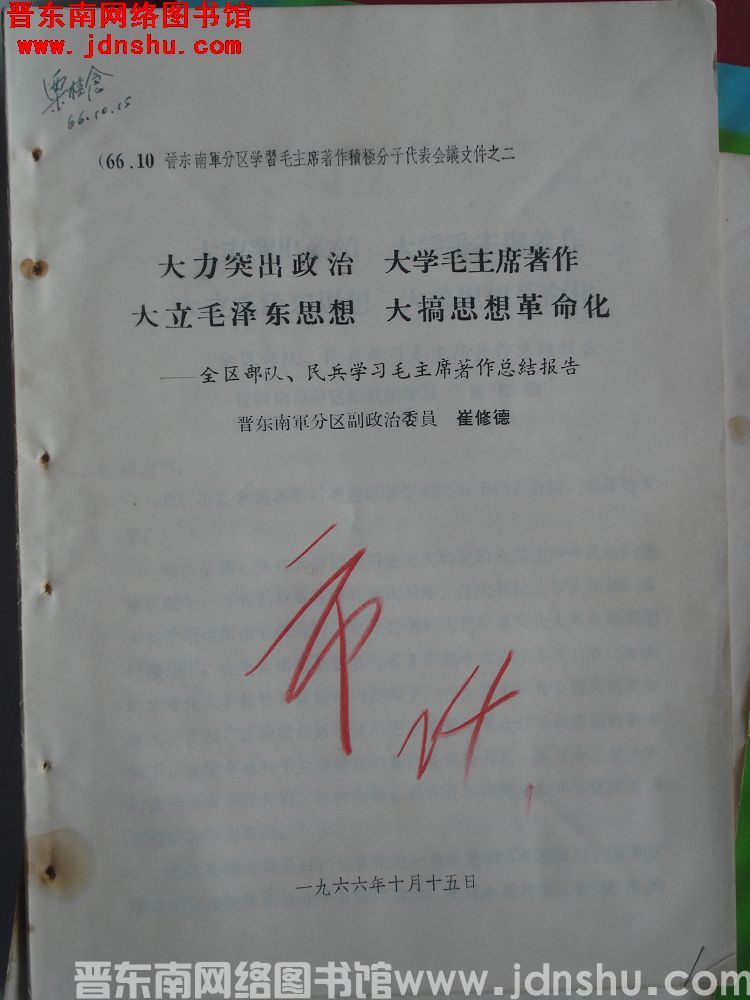 晋东南网络图书馆
www.jdnshu.com
66.10.15
(66.10 晉东南軍分区学習毛主席著作積極分子代表会議文件之二
大力突出政治 大学毛主席著作
大立毛泽东思想 大搞思想革命化
——全区部队、民兵学习毛主席著作总結报告
晋东南軍分区副政治委員 崔修德
一九六六年十月十五日
晋东南网络图书馆www.jdnshu.com